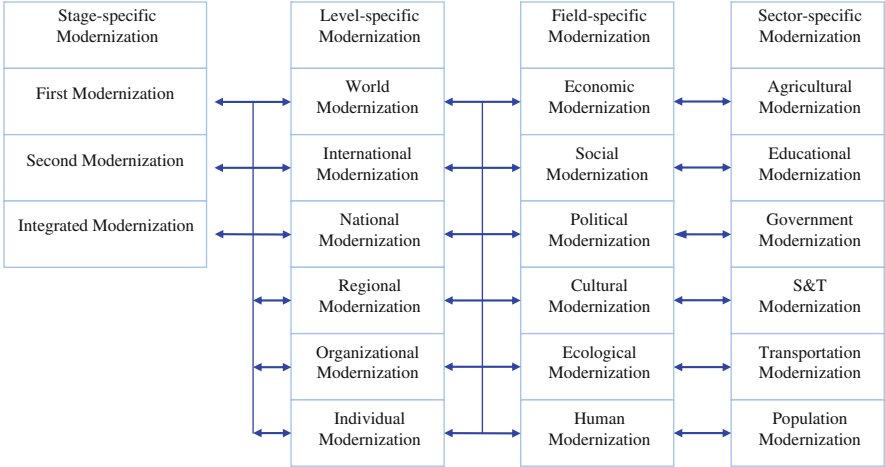 Stage-specific
Modernization
First Modernization
Second Modernization
Integrated Modernization
Level-specific
Modernization
World
Modernization
International
Modernization
National
Modernization
Regional
Modernization
Organizational
Modernization
Individual
Modernization
Field-specific
Modernization
Economic
Modernization
Social
Modernization
Political
Modernization
Cultural
Modernization
Ecological
Modernization
Human
Modernization
Sector-specific
Modernization
Agricultural
Modernization
Educational
Modernization
Government
Modernization
S&T
Modernization
Transportation
Modernization
Population
Modernization